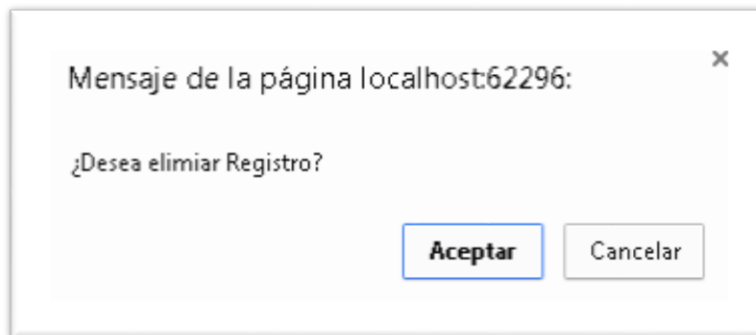 Mensaje de la página localhost:62296:
¿Desea elimiar Registro?
Aceptar Cancelar